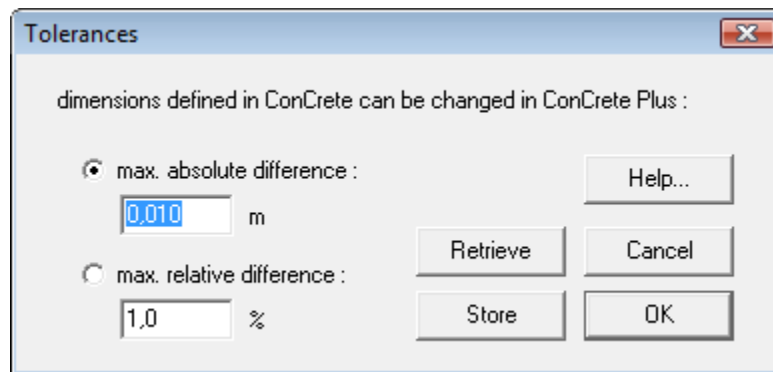 Tolerances
dimensions defined in ConCrete can be changed in ConCrete Plus :
max. absolute difference :
0,010 m
max. relative difference :
1,0 %
Help...
Retrieve Cancel
Store OK